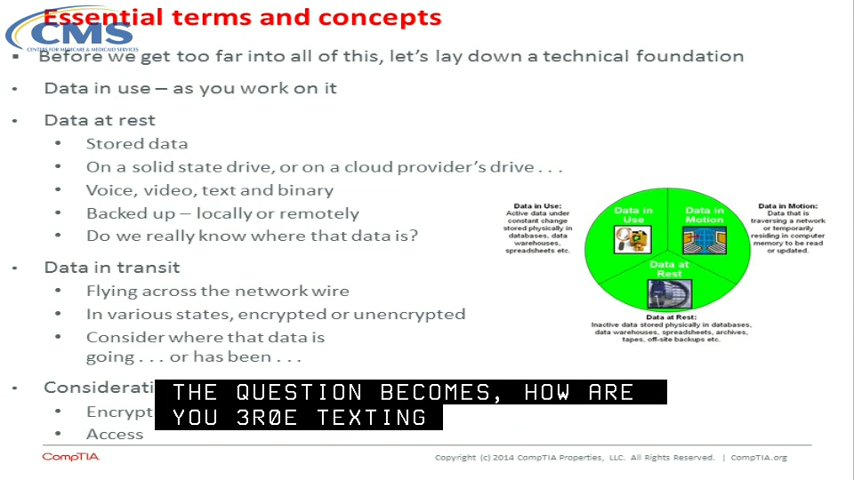 Essential terms and concepts
CMS
CENTERS FOR MEDICARE & MEDICAID SERVICES
▪ Before we get too far into all of this, let's lay down a technical foundation
• Data in use – as you work on it
• Data at rest
• Stored data
• On a solid state drive, or on a cloud provider's drive . . .
• Voice, video, text and binary
• Backed up – locally or remotely
• Do we really know where that data is?
• Data in transit
• Flying across the network wire
• In various states, encrypted or unencrypted
• Consider where that data is
going . . . or has been . . .
• Considerati
• Encrypt
• Access
Data in Use:
Active data under
constant change
stored physically in
databases, data
warehouses,
spreadsheets etc.
Data in
Use
Data in
Motion
Data at
Rest
Data in Motion:
Data that is
traversing a network
or temporarily
residing in computer
memory to be read
or updated.
Data at Rest:
Inactive data stored physically in databases,
data warehouses, spreadsheets, archives,
tapes, off-site backups etc.
THE QUESTION BECOMES, HOW ARE
YOU 3R0E TEXTING
CompTIA.
Copyright (c) 2014 CompTIA Properties, LLC. All Rights Reserved. | CompTIA.org